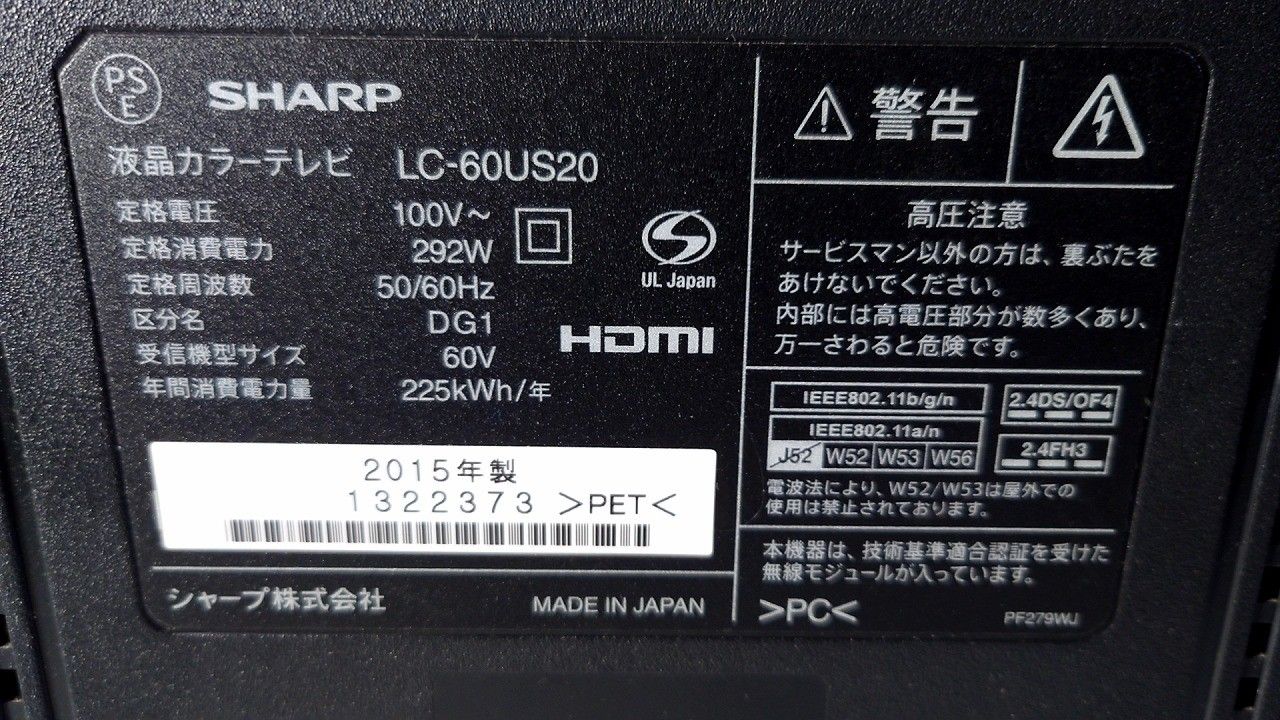 PS
E
SHARP
液晶カラーテレビ LC-60US20
定格電圧 100V～
定格消費電力 292W
定格周波数 50/60Hz
区分名 DG1
受信機型サイズ 60V
年間消費電力量 225kWh/年
UL Japan
HDMI
2015年製
1322373 >PET<
シャープ株式会社 MADE IN JAPAN
警告
高圧注意
サービスマン以外の方は、裏ぶたを
あけないでください。
内部には高電圧部分が数多くあり、
万一さわると危険です。
IEEE802.11b/g/n
IEEE802.11a/n
J52 W52 W53 W56
2.4DS/OF4
2.4FH3
電波法により、W52/W53は屋外での
使用は禁止されております。
本機器は、技術基準適合認証を受けた
無線モジュールが入っています。
>PC< PF279WJ